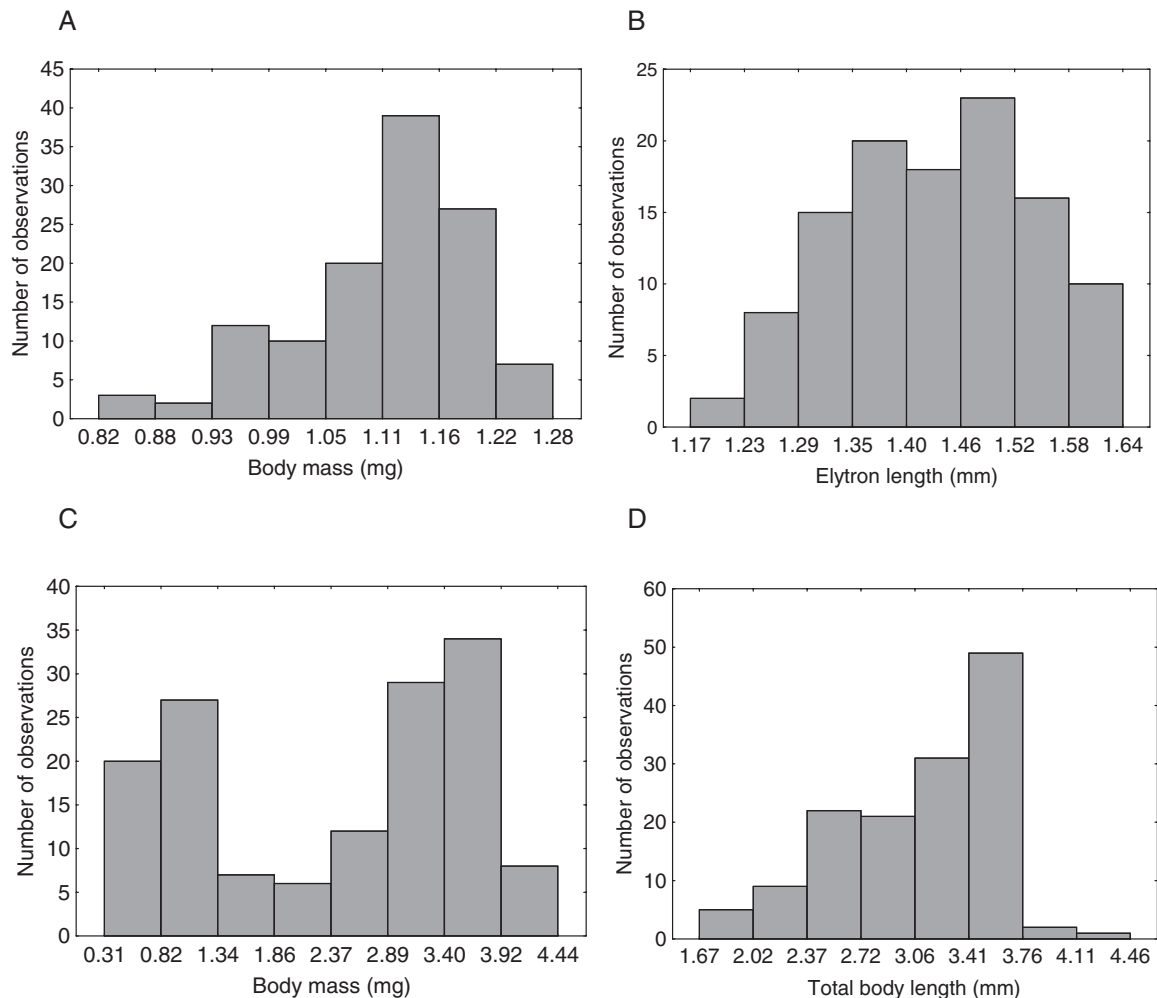 A
45
40
35
30
25
20
15
10
5
0
Number of observations
0.82 0.88 0.93 0.99 1.05 1.11 1.16 1.22 1.28
Body mass (mg)
B
25
20
15
10
5
0
Number of observations
1.17 1.23 1.29 1.35 1.40 1.46 1.52 1.58 1.64
Elytron length (mm)
C
40
35
30
25
20
15
10
5
0
Number of observations
0.31 0.82 1.34 1.86 2.37 2.89 3.40 3.92 4.44
Body mass (mg)
D
60
50
40
30
20
10
0
Number of observations
1.67 2.02 2.37 2.72 3.06 3.41 3.76 4.11 4.46
Total body length (mm)